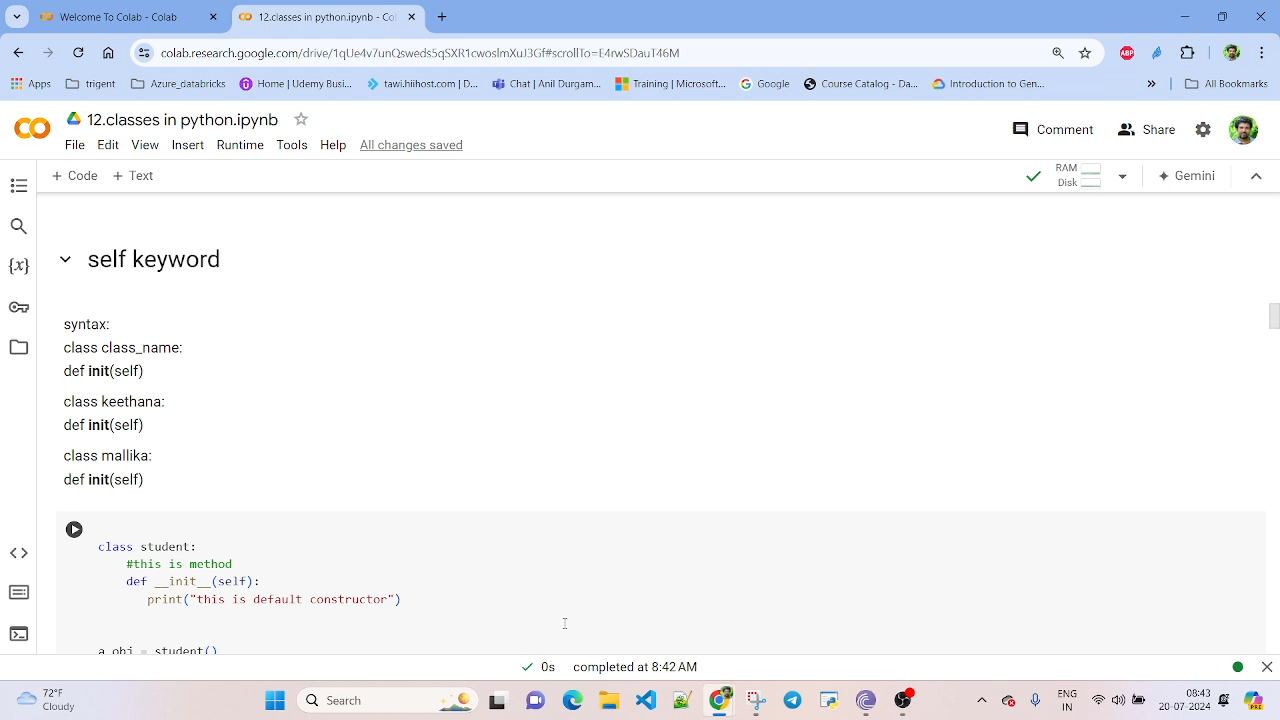 Welcome To Colab - Colab
12.classes in python.ipynb - Col
colab.research.google.com/drive/1qUe4v7unQsweds5qSXR1cwosImXuJ3Gf#scrollTo=E4rwSDauT46M
Apps
trigent
Azure_databricks
Home | Udemy Busi...
tawi.hiihost.com | D...
Chat | Anil Durgam...
Training | Microsoft...
Google
Course Catalog - Da...
Introduction to Gen...
»
All Bookmarks
12.classes in python.ipynb
Comment
Share
File Edit View Insert Runtime Tools Help All changes saved
+ Code + Text
RAM
Disk
Gemini
self keyword
syntax:
class class_name:
def init(self)
class keethana:
def init(self)
class mallika:
def init(self)
class student:
#this is method
def __init__(self):
print("this is default constructor")
a_obj = student()
0s completed at 8:42 AM
72°F
Cloudy
Search
ENG
IN
08:43
20-07-2024